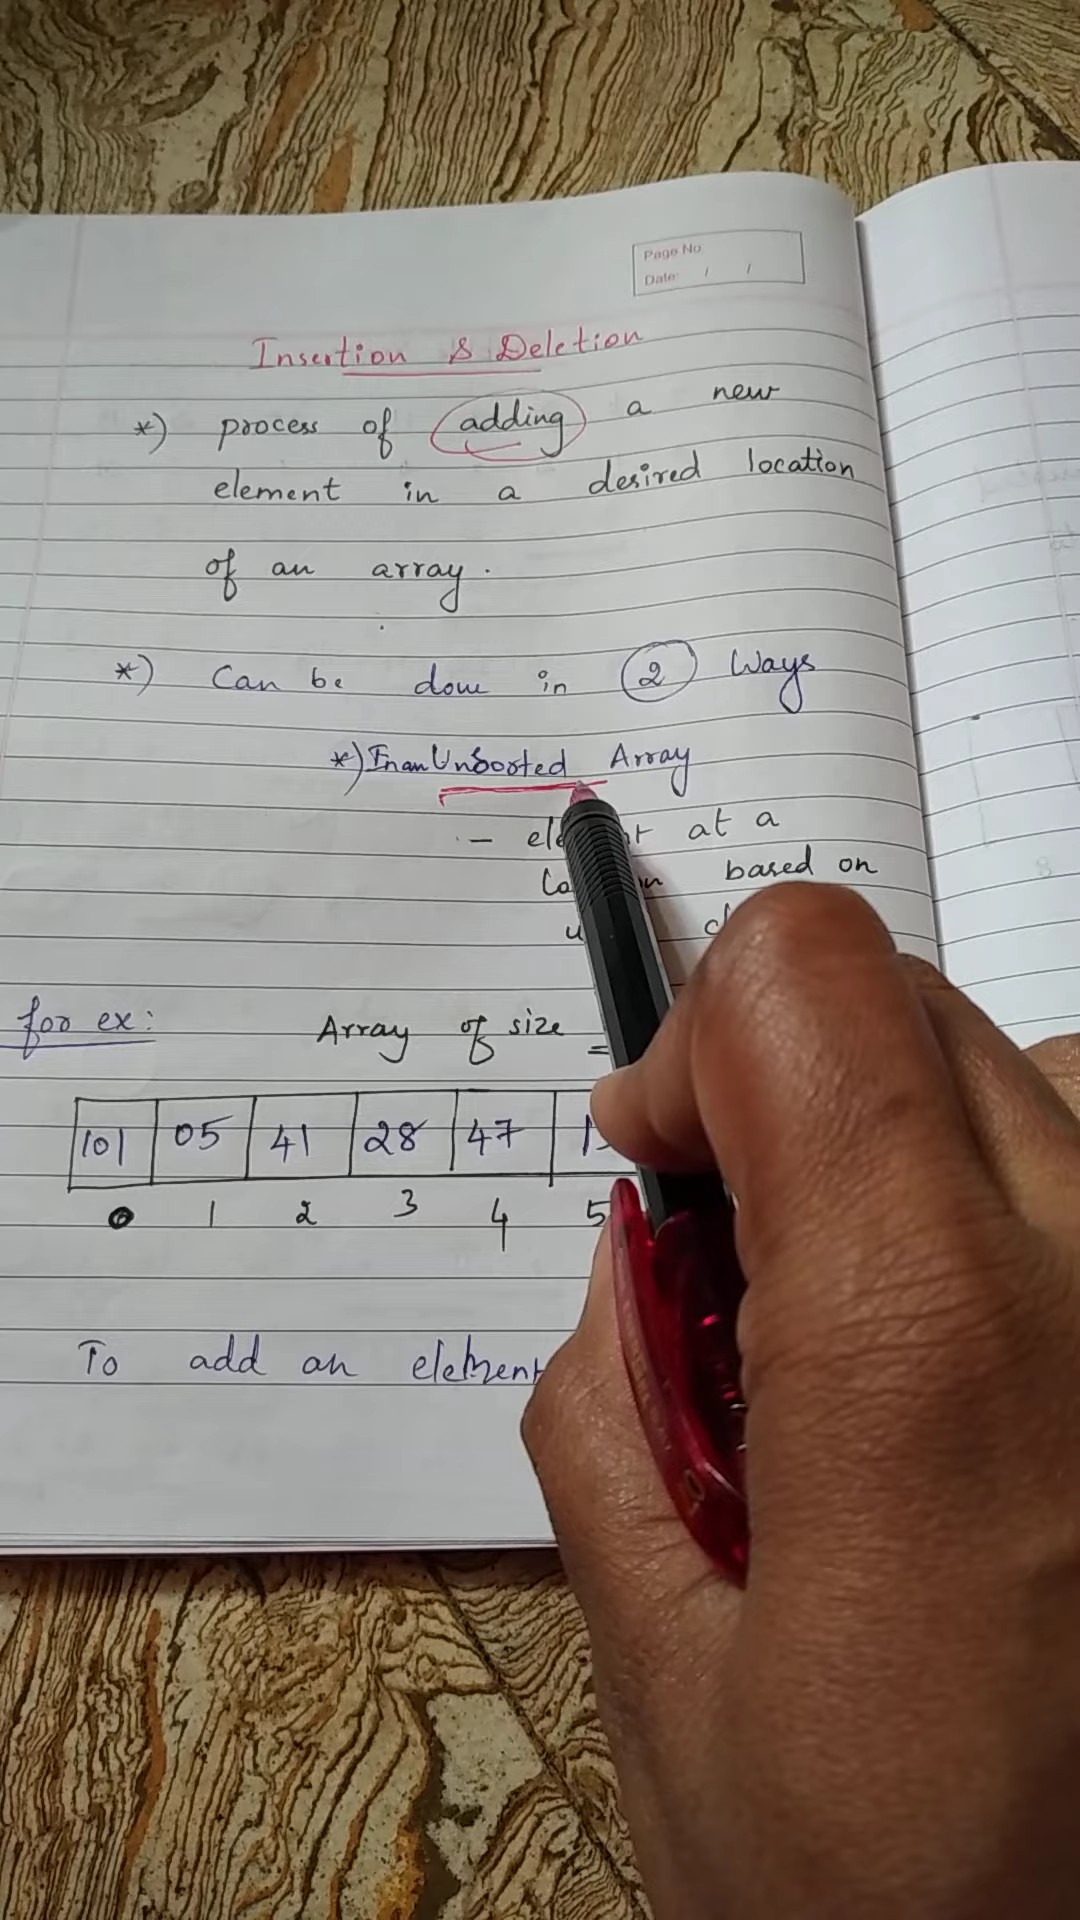 Page No
Date: / /
Insertion & Deletion
*) process of adding a new
element in a desired location
of an array.
*) Can be done in 2 Ways
*) In an Unsorted Array
- at a
based on
for ex: Array of size =
101 05 41 28 47
0 1 2 3 4 5
To add an element